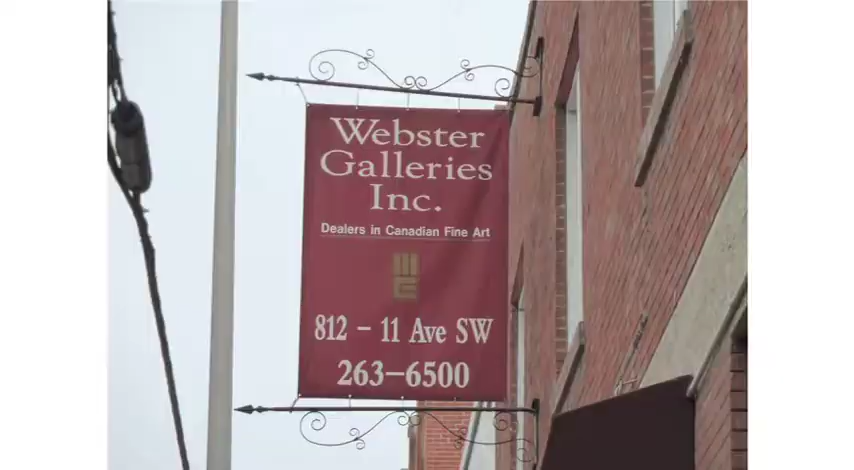 Webster
Galleries
Inc.
Dealers in Canadian Fine Art
812 – 11 Ave SW
263–6500